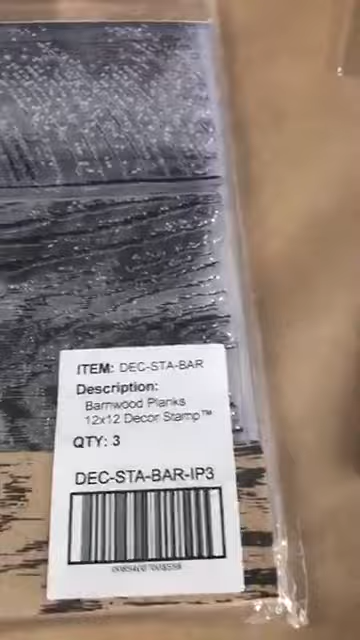 ITEM: DEC-STA-BAR
Description:
Barnwood Planks
12x12 Decor Stamp™
QTY: 3
DEC-STA-BAR-IP3